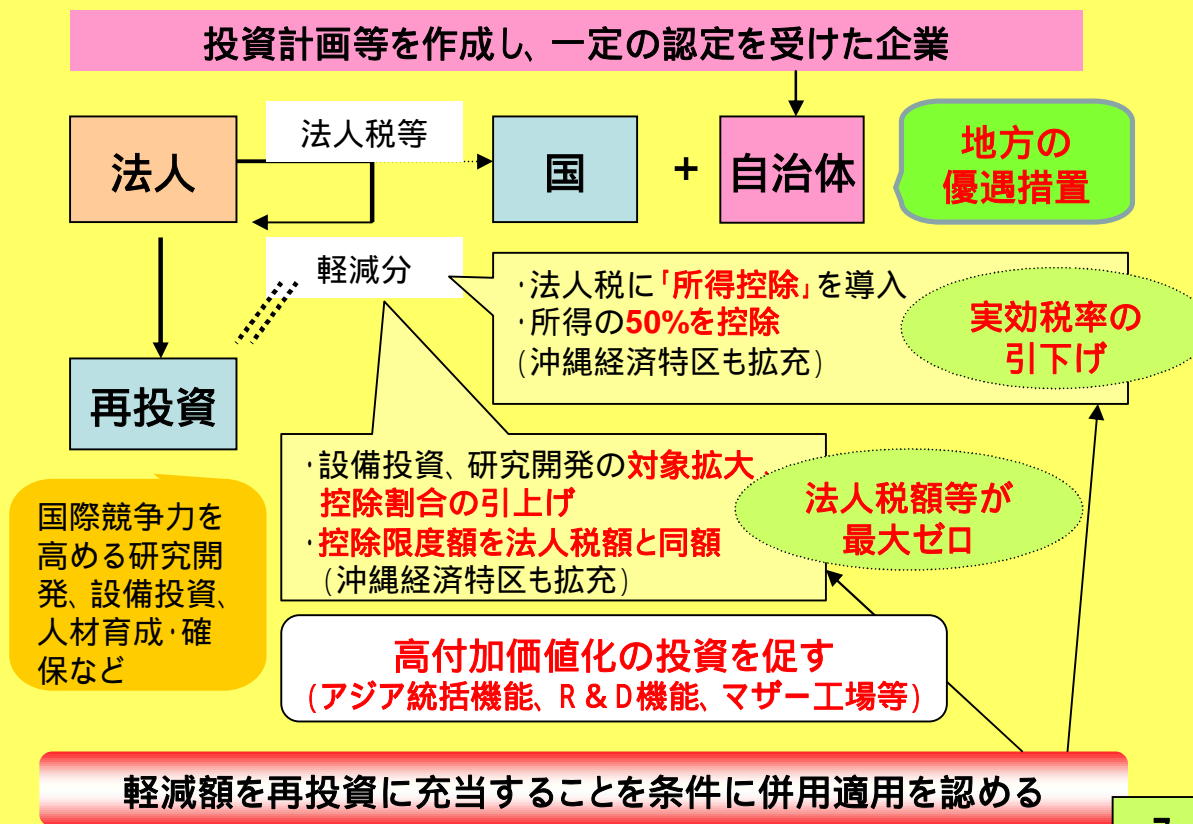 投資計画等を作成し、一定の認定を受けた企業
法人
法人税等
国
+
自治体
地方の
優遇措置
軽減分
・法人税に「所得控除」を導入
・所得の50%を控除
(沖縄経済特区も拡充)
実効税率の
引下げ
再投資
・設備投資、研究開発の対象拡大、
控除割合の引上げ
・控除限度額を法人税額と同額
(沖縄経済特区も拡充)
法人税額等が
最大ゼロ
国際競争力を
高める研究開
発、設備投資、
人材育成・確
保など
高付加価値化の投資を促す
(アジア統括機能、R&D機能、マザー工場等)
軽減額を再投資に充当することを条件に併用適用を認める